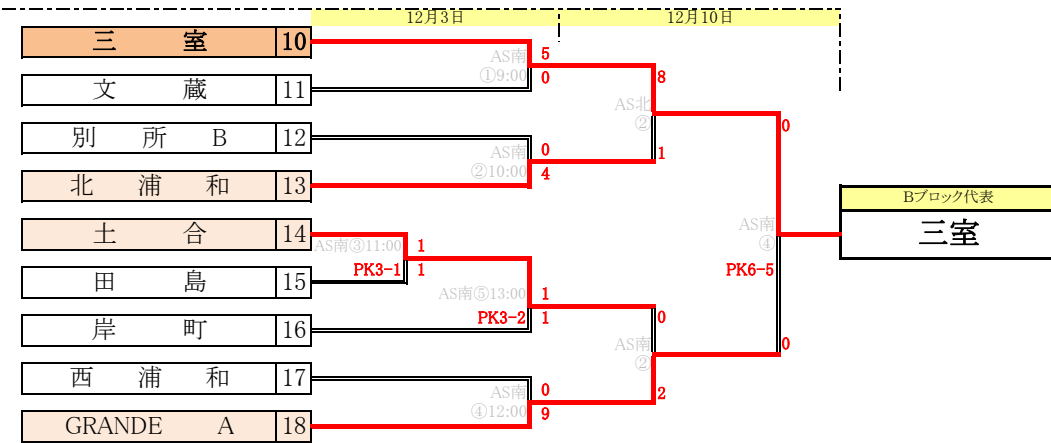 12月3日 12月10日
三室 10
AS南
①9:00
5
0
文蔵 11
8
AS北
②
1
0
別所B 12
AS南
②10:00
0
4
北浦和 13
Bブロック代表
三室
土合 14
AS南③11:00
1
PK3-1
1
AS南
④
PK6-5
田島 15
AS南⑤13:00
1
PK3-2
1
岸町 16
0
AS南
②
2
0
西浦和 17
AS南
④12:00
0
9
GRANDE A 18